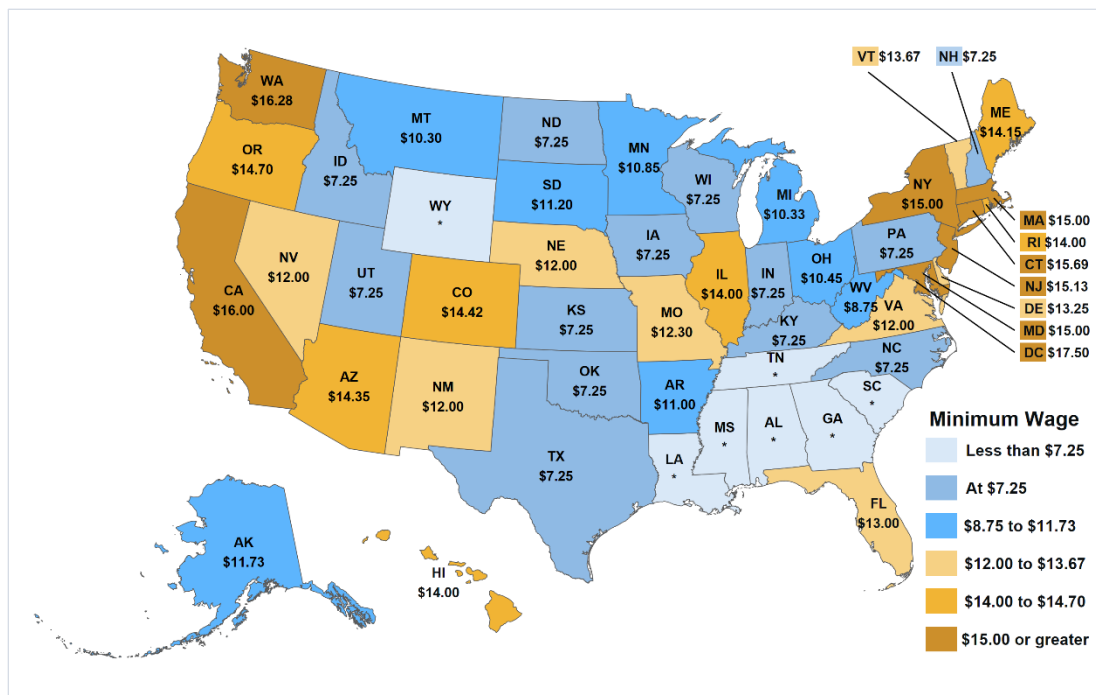 VT $13.67
NH $7.25
WA
$16.28
MT
$10.30
ND
$7.25
MN
$10.85
ME
$14.15
OR
$14.70
ID
$7.25
SD
$11.20
WI
$7.25
MI
$10.33
NY
$15.00
WY
*
MA $15.00
RI $14.00
CT $15.69
NJ $15.13
DE $13.25
MD $15.00
DC $17.50
NV
$12.00
UT
$7.25
NE
$12.00
IA
$7.25
PA
$7.25
CA
$16.00
CO
$14.42
KS
$7.25
MO
$12.30
IL
$14.00
IN
$7.25
OH
$10.45
WV
$8.75
VA
$12.00
KY
$7.25
NC
$7.25
TN
*
SC
*
AZ
$14.35
NM
$12.00
OK
$7.25
AR
$11.00
MS
*
AL
*
GA
*
TX
$7.25
LA
*
FL
$13.00
AK
$11.73
HI
$14.00
Minimum Wage
Less than $7.25
At $7.25
$8.75 to $11.73
$12.00 to $13.67
$14.00 to $14.70
$15.00 or greater